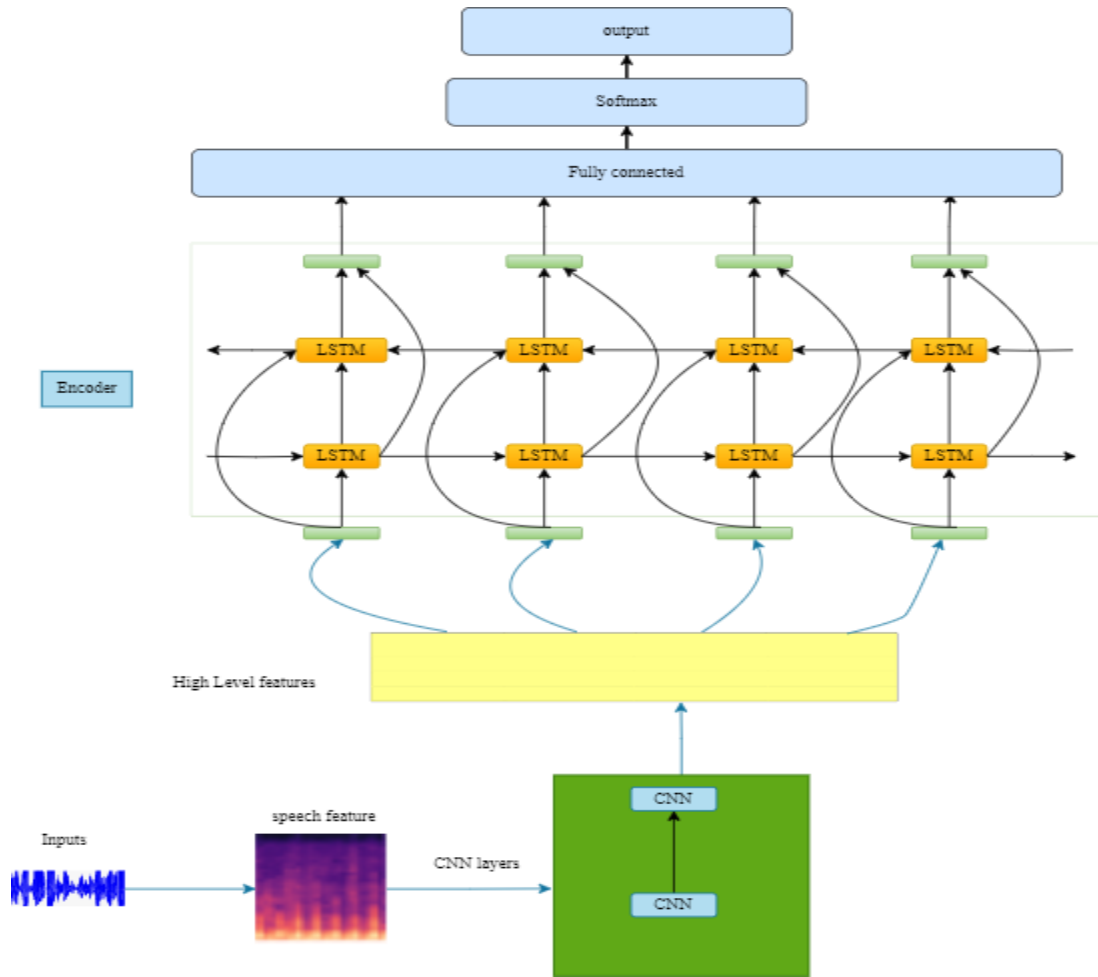 output
Softmax
Fully connected
LSTM LSTM LSTM LSTM
Encoder
LSTM LSTM LSTM LSTM
High Level features
CNN
speech feature
Inputs
CNN layers
CNN